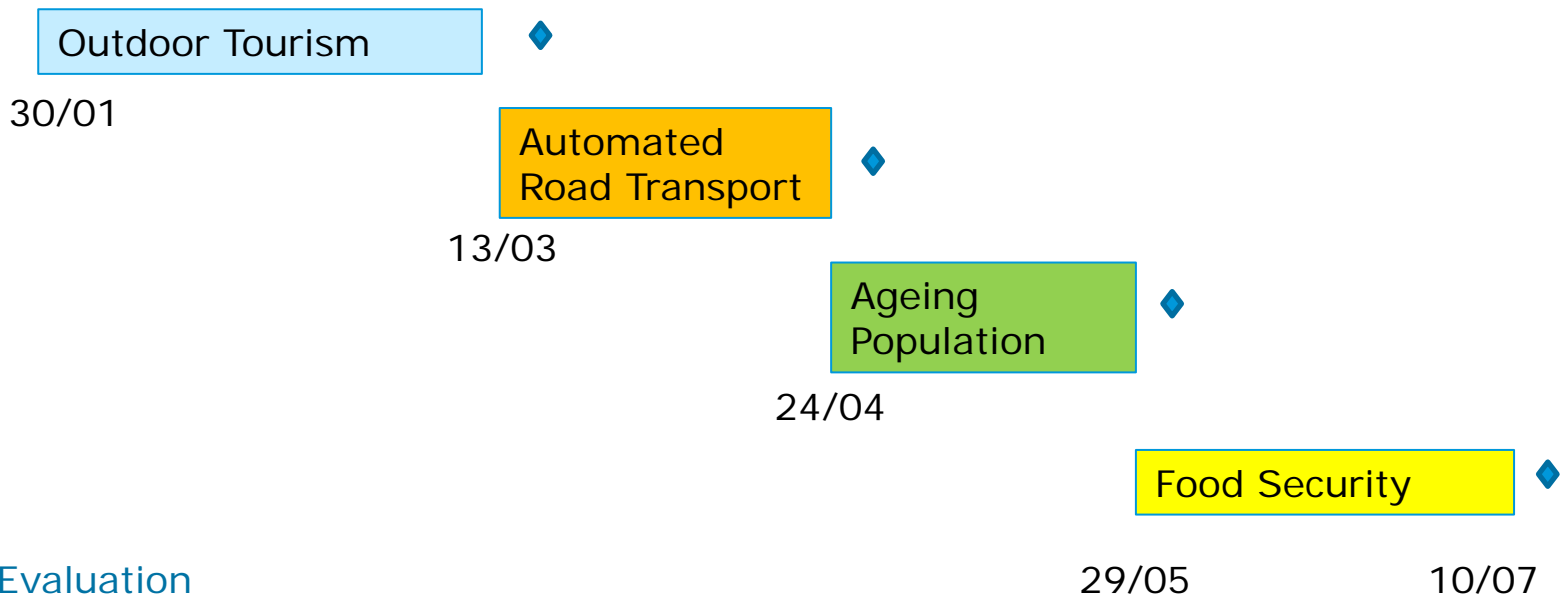 Outdoor Tourism
30/01
Automated
Road Transport
13/03
Ageing
Population
24/04
Food Security
Evaluation
29/05
10/07